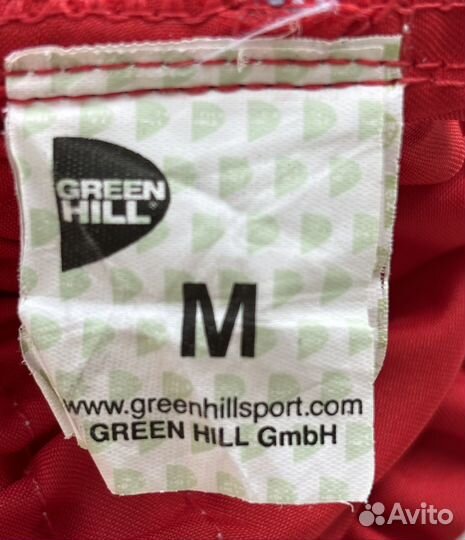 GREEN
HILL®
M
www.greenhillsport.com
GREEN HILL GmbH
Avito